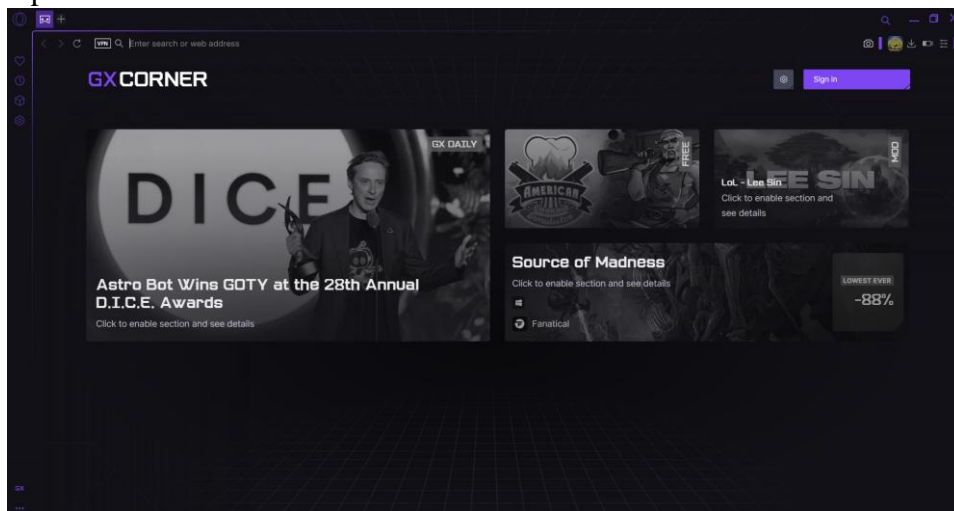 VPN
Enter search or web address
GX CORNER
Sign in
DICE
GX DAILY
Astro Bot Wins GOTY at the 28th Annual
D.I.C.E. Awards
Click to enable section and see details
AMERICAN
FREE
LEE SIN
MOD
LoL - Lee Sin
Click to enable section and
see details
Source of Madness
Click to enable section and see details
Fanatical
LOWEST EVER
-88%
GX